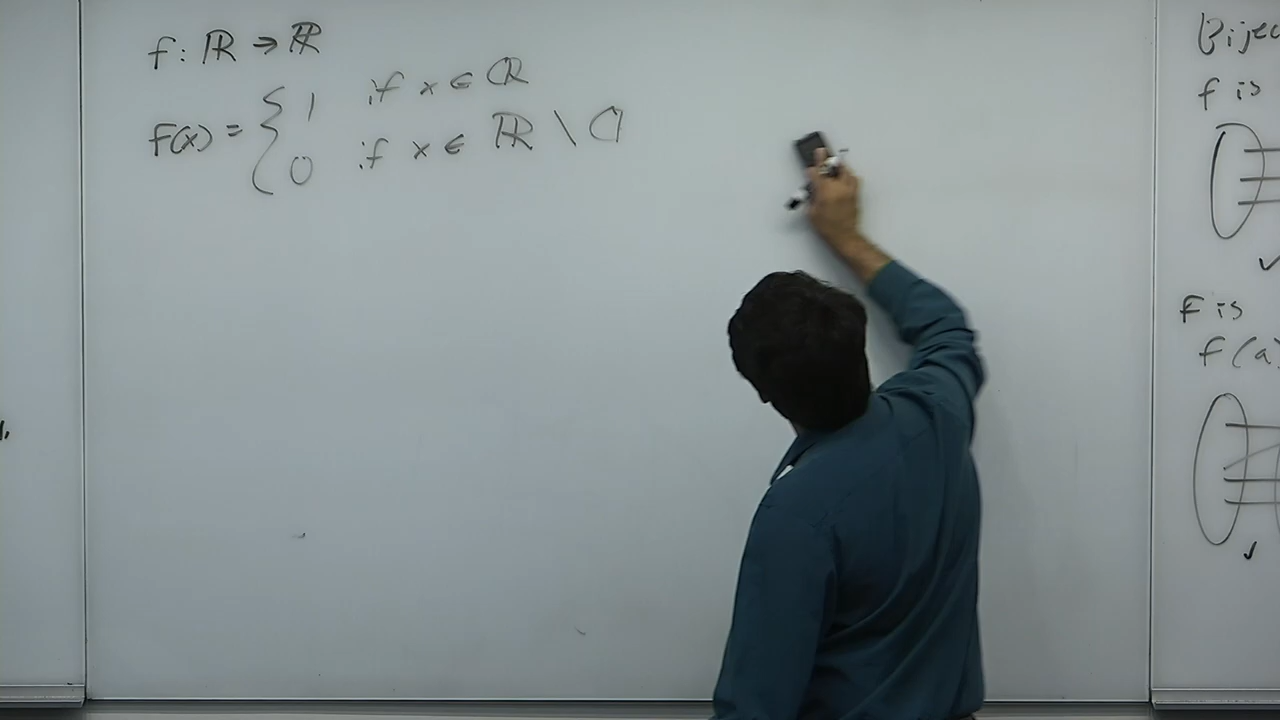 f: ℝ → ℝ
f(x) = { 1 if x ∈ ℚ
0 if x ∈ ℝ \ ℚ
Bijec
f is
f is
f(a)